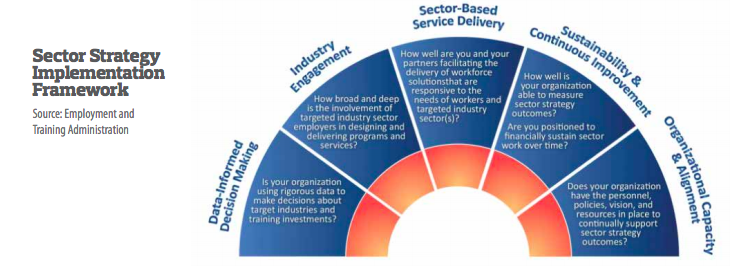 Sector Strategy
Implementation
Framework
Source: Employment and
Training Administration
Data-Informed
Decision Making
Is your organization
using rigorous data to
make decisions about
target industries and
training investments?
Industry
Engagement
How broad and deep
is the involvement of
targeted industry sector
employers in designing and
delivering programs and
services?
Sector-Based
Service Delivery
How well are you and your
partners facilitating the
delivery of workforce
solutionsthat are
responsive to the
needs of workers and
targeted industry
sector(s)?
Sustainability &
Continuous Improvement
How well is
your organization
able to measure
sector strategy
outcomes?
Are you positioned to
financially sustain sector
work over time?
Organizational Capacity
& Alignment
Does your organization
have the personnel,
policies, vision, and
resources in place to
continually support
sector strategy
outcomes?